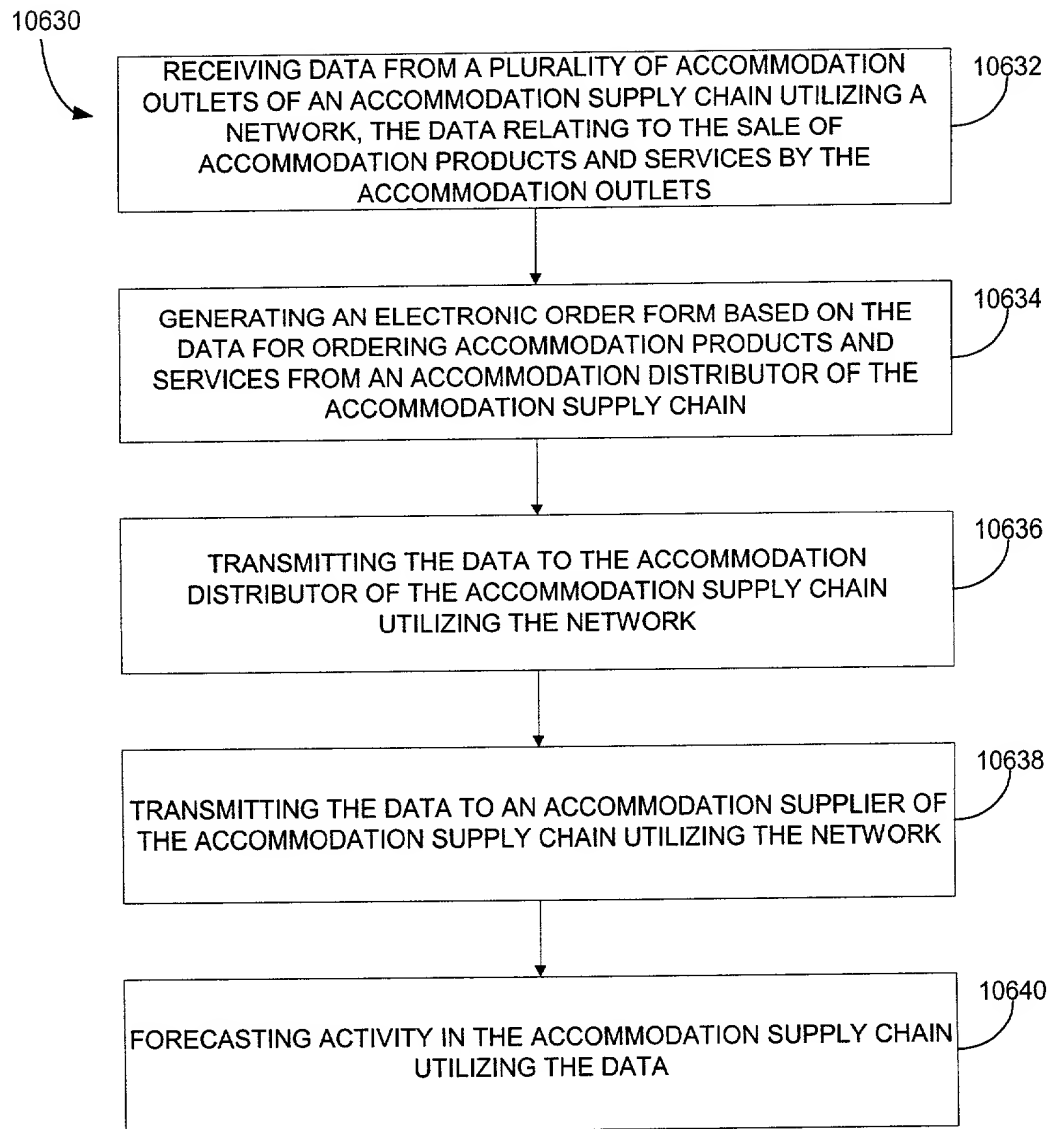 10630
RECEIVING DATA FROM A PLURALITY OF ACCOMMODATION
OUTLETS OF AN ACCOMMODATION SUPPLY CHAIN UTILIZING A
NETWORK, THE DATA RELATING TO THE SALE OF
ACCOMMODATION PRODUCTS AND SERVICES BY THE
ACCOMMODATION OUTLETS
10632
GENERATING AN ELECTRONIC ORDER FORM BASED ON THE
DATA FOR ORDERING ACCOMMODATION PRODUCTS AND
SERVICES FROM AN ACCOMMODATION DISTRIBUTOR OF THE
ACCOMMODATION SUPPLY CHAIN
10634
TRANSMITTING THE DATA TO THE ACCOMMODATION
DISTRIBUTOR OF THE ACCOMMODATION SUPPLY CHAIN
UTILIZING THE NETWORK
10636
TRANSMITTING THE DATA TO AN ACCOMMODATION SUPPLIER OF
THE ACCOMMODATION SUPPLY CHAIN UTILIZING THE NETWORK
10638
FORECASTING ACTIVITY IN THE ACCOMMODATION SUPPLY CHAIN
UTILIZING THE DATA
10640